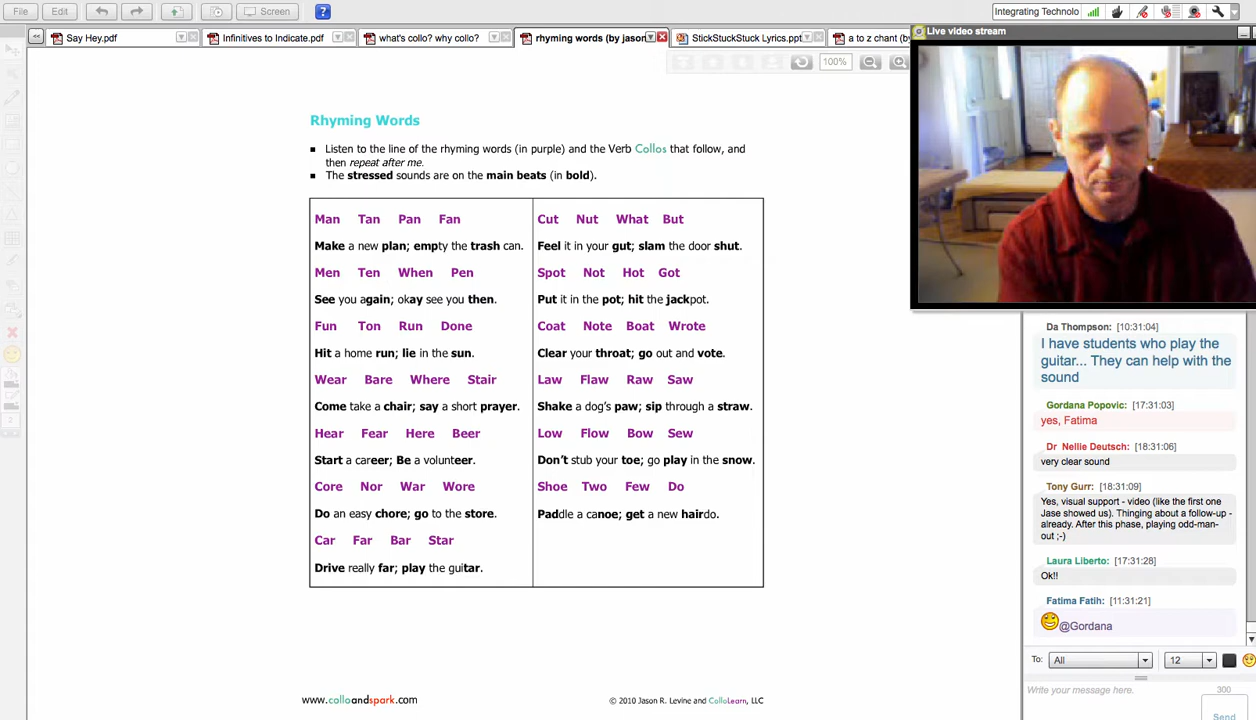 File Edit Screen ? Integrating Technolo
<< Say Hey.pdf Infinitives to Indicate.pdf what's collo? why collo? rhyming words (by jason StickStuckStuck Lyrics.ppt a to z chant (by
Live video stream
100%
Rhyming Words
Listen to the line of the rhyming words (in purple) and the Verb Collos that follow, and
then repeat after me.
The stressed sounds are on the main beats (in bold).
Man Tan Pan Fan
Make a new plan; empty the trash can.
Men Ten When Pen
See you again; okay see you then.
Fun Ton Run Done
Hit a home run; lie in the sun.
Wear Bare Where Stair
Come take a chair; say a short prayer.
Hear Fear Here Beer
Start a career; Be a volunteer.
Core Nor War Wore
Do an easy chore; go to the store.
Car Far Bar Star
Drive really far; play the guitar.
Cut Nut What But
Feel it in your gut; slam the door shut.
Spot Not Hot Got
Put it in the pot; hit the jackpot.
Coat Note Boat Wrote
Clear your throat; go out and vote.
Law Flaw Raw Saw
Shake a dog's paw; sip through a straw.
Low Flow Bow Sew
Don't stub your toe; go play in the snow.
Shoe Two Few Do
Paddle a canoe; get a new hairdo.
www.colloandspark.com © 2010 Jason R. Levine and ColloLearn, LLC
Da Thompson: [10:31:04]
I have students who play the
guitar... They can help with the
sound
Gordana Popovic: [17:31:03]
yes, Fatima
Dr Nellie Deutsch: [18:31:06]
very clear sound
Tony Gurr: [18:31:09]
Yes, visual support - video (like the first one
Jase showed us). Thinging about a follow-up -
already. After this phase, playing odd-man-
out ;-)
Laura Liberto: [17:31:28]
Ok!!
Fatima Fatih: [11:31:21]
@Gordana
To: All 12
Write your message here. 300
Send